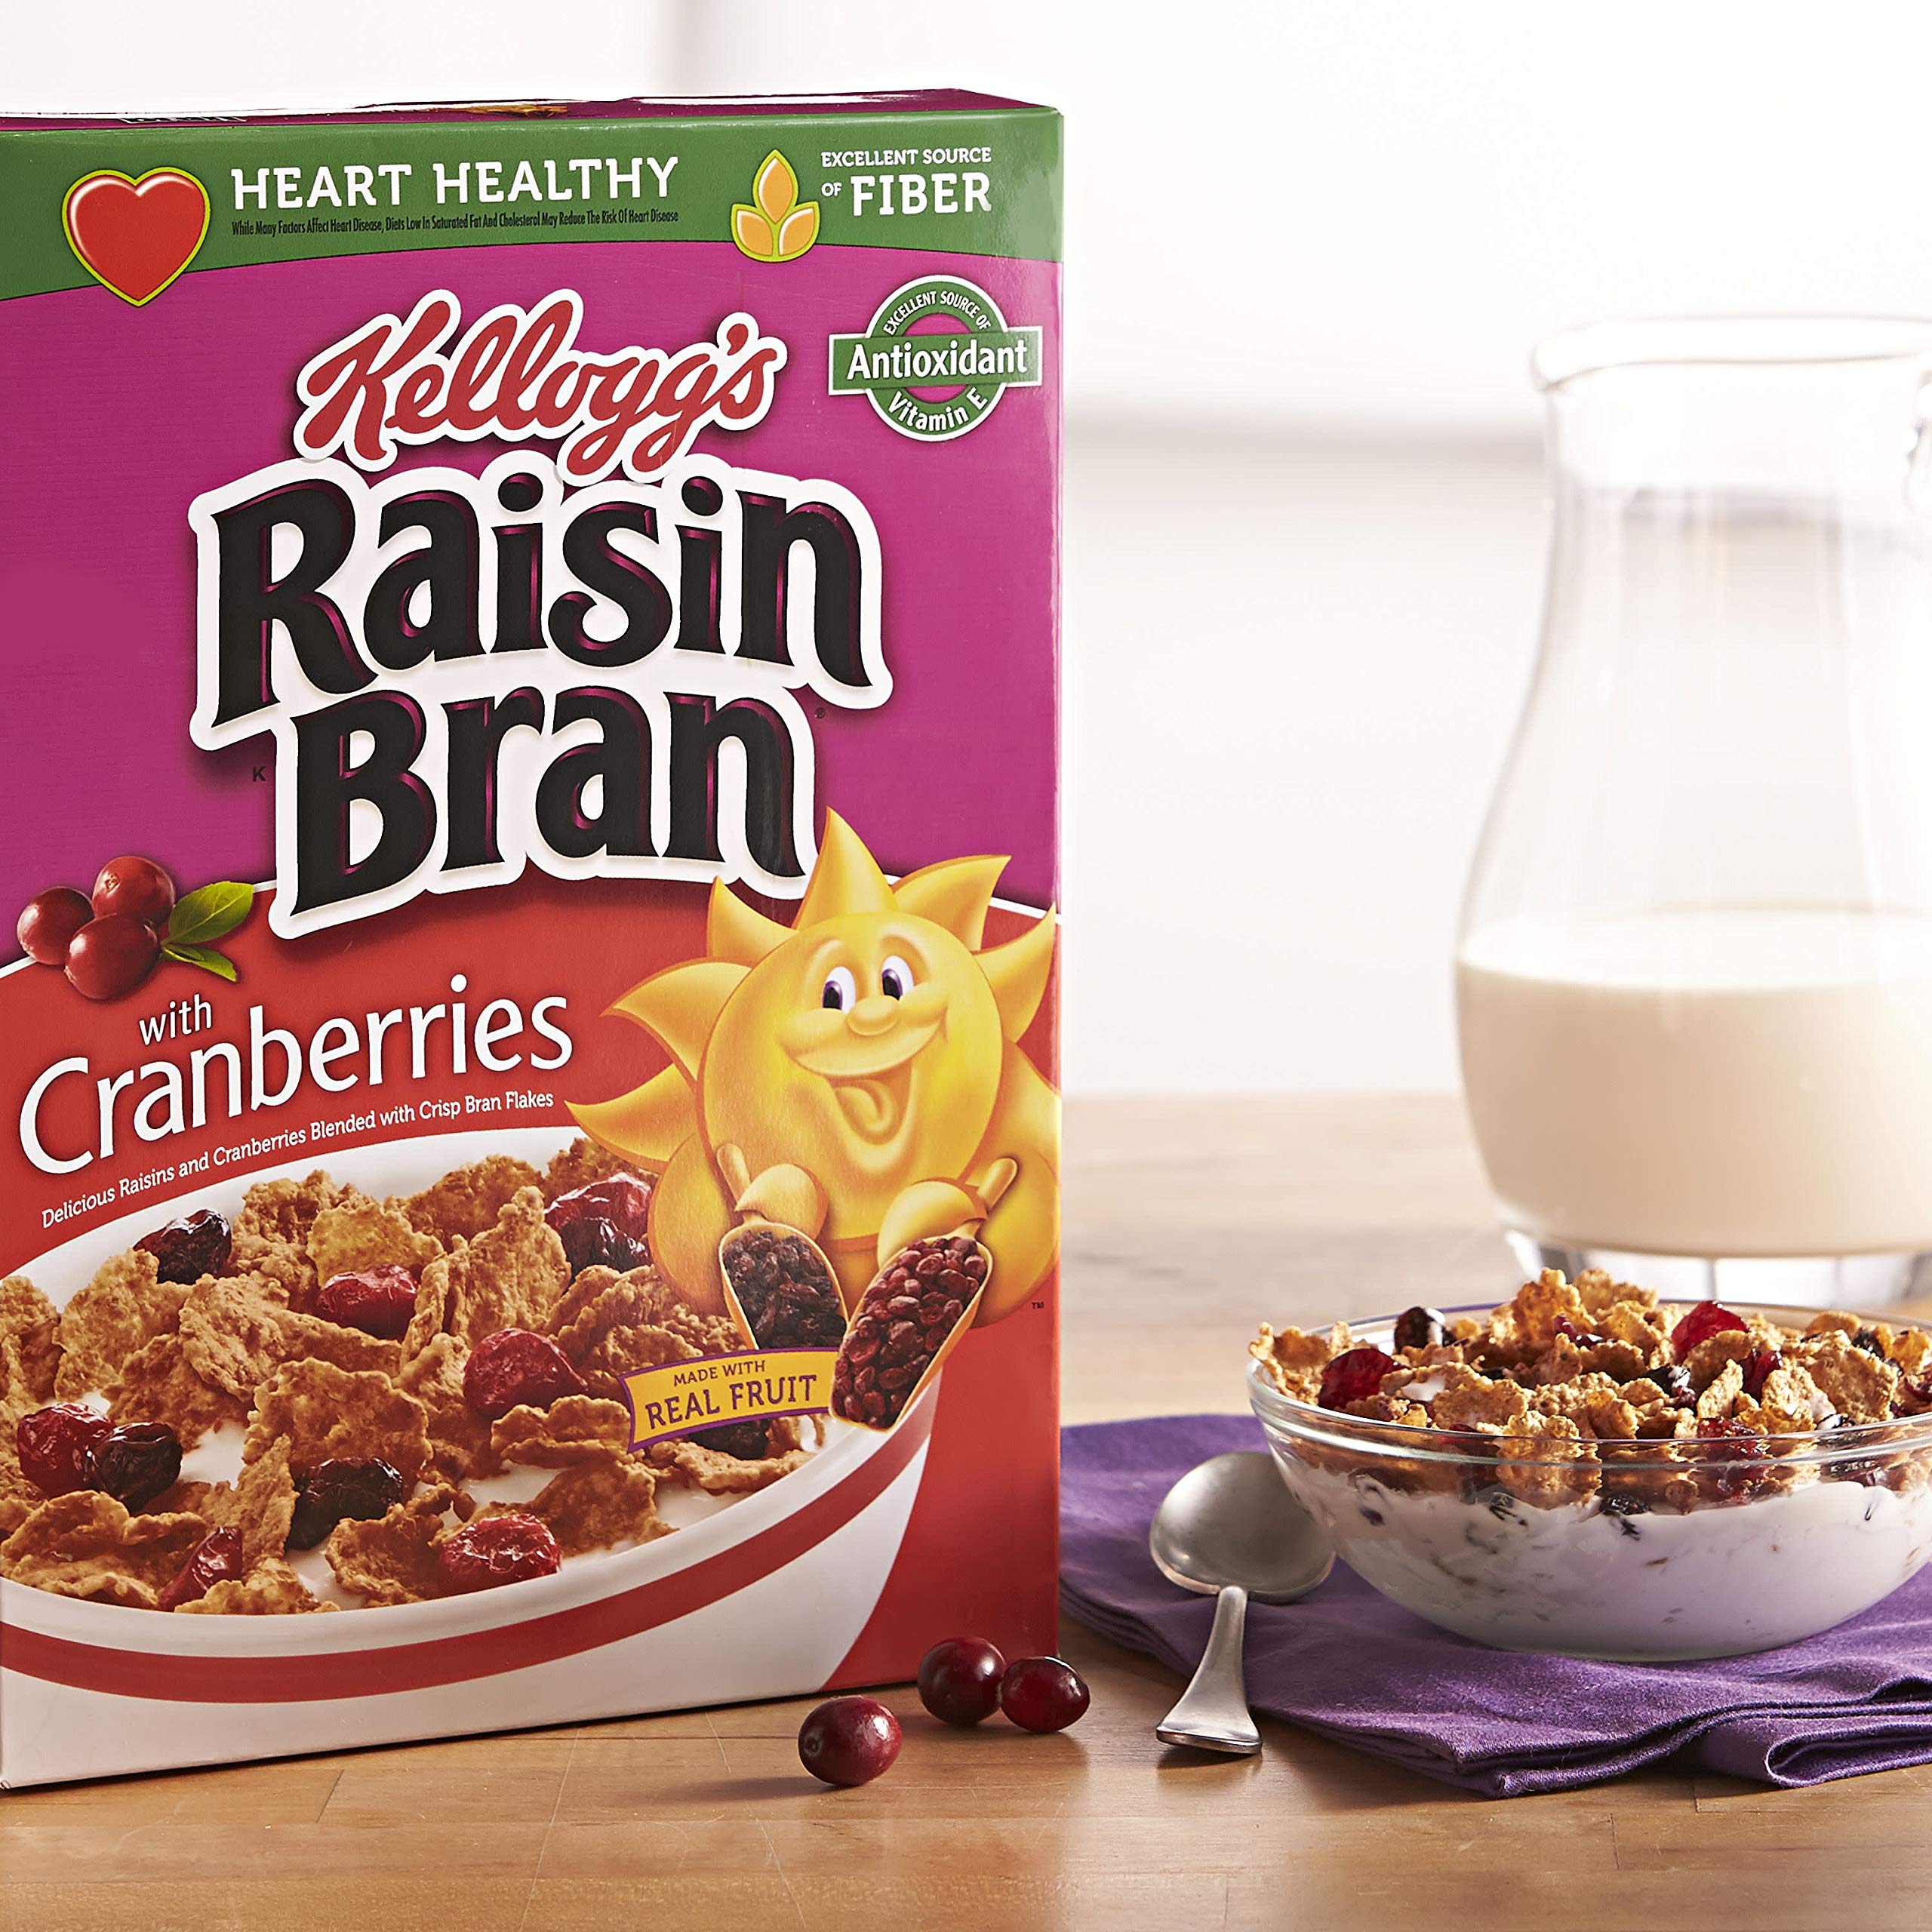 HEART HEALTHY
While Many Factors Affect Heart Disease, Diets Low In Saturated Fat And Cholesterol May Reduce The Risk Of Heart Disease
EXCELLENT SOURCE
OF FIBER
Kellogg's
EXCELLENT SOURCE OF
Antioxidant
Vitamin E
Raisin
Bran®
K
with
Cranberries
Delicious Raisins and Cranberries Blended with Crisp Bran Flakes
TM
MADE WITH
REAL FRUIT